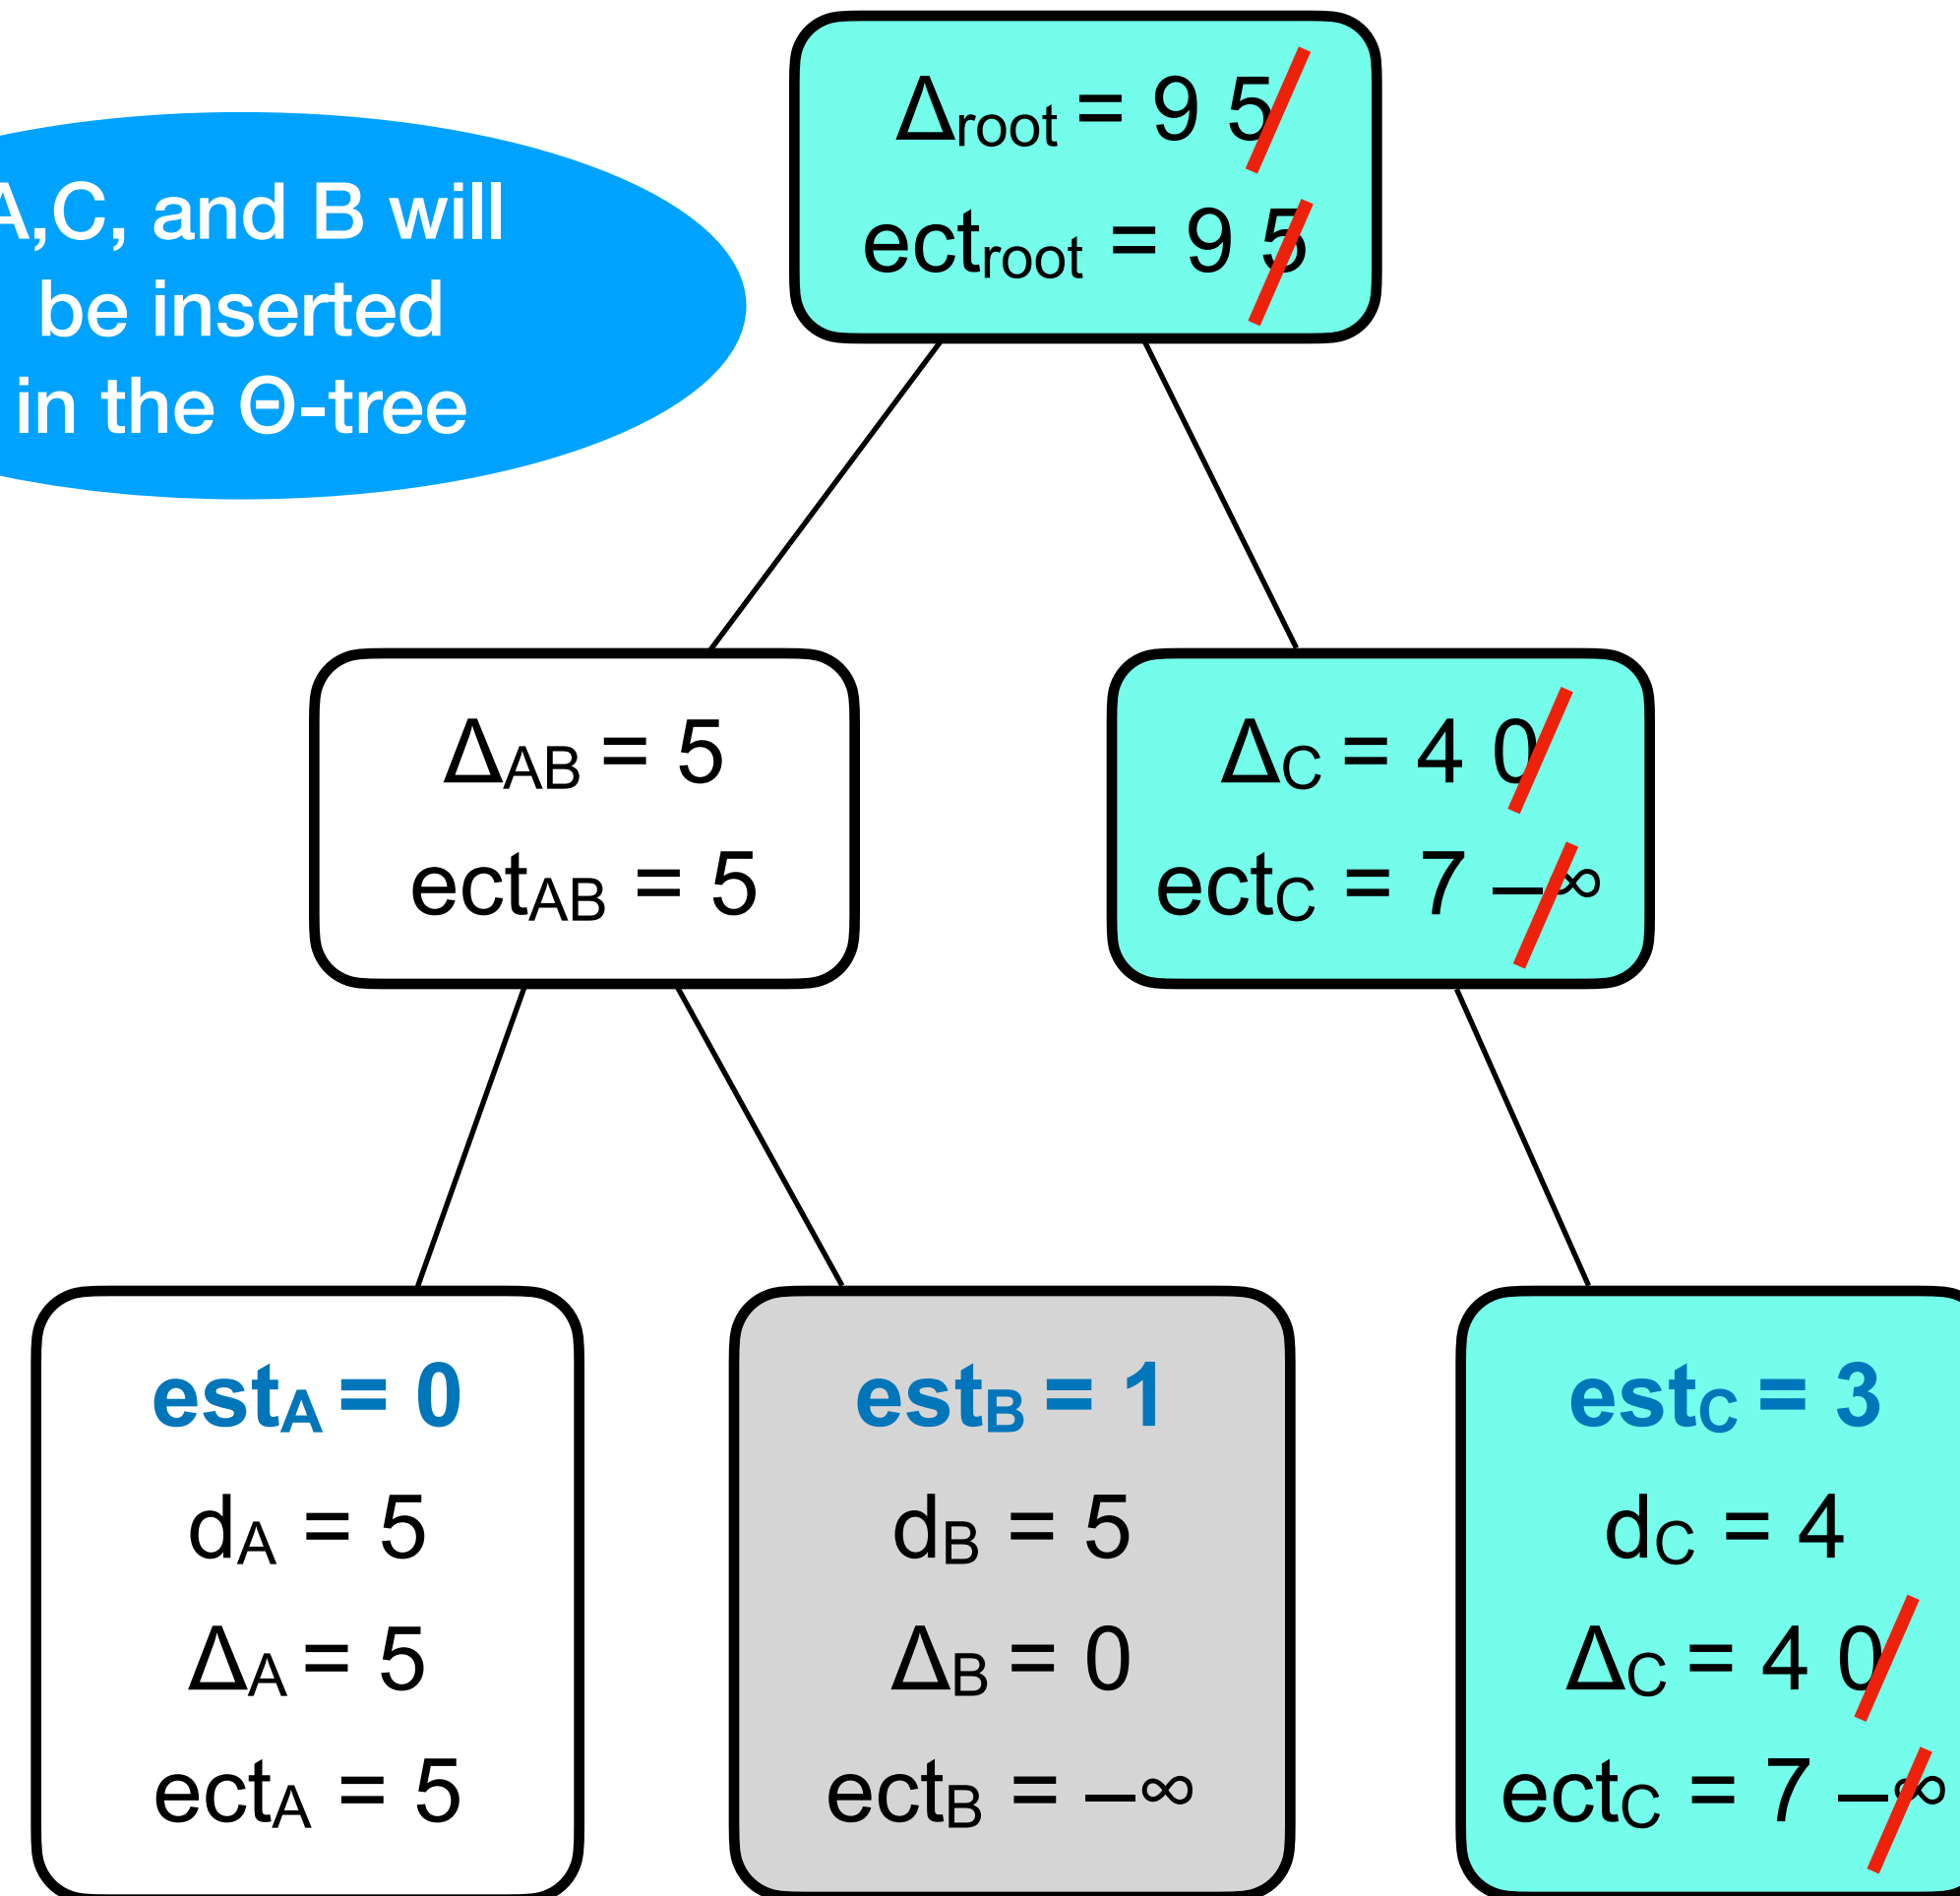 Δroot = 9 5
ectroot = 9 5
A,C, and B will
be inserted
in the Θ-tree
ΔAB = 5
ectAB = 5
ΔC = 4 0
ectC = 7 –∞
estA = 0
dA = 5
ΔA = 5
ectA = 5
estB = 1
dB = 5
ΔB = 0
ectB = –∞
estC = 3
dC = 4
ΔC = 4 0
ectC = 7 –∞